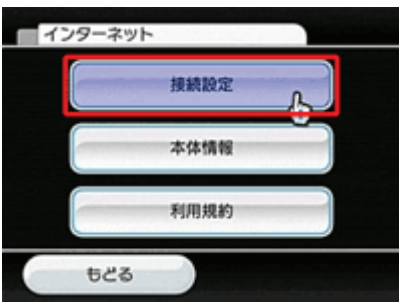 インターネット
接続設定
本体情報
利用規約
もどる